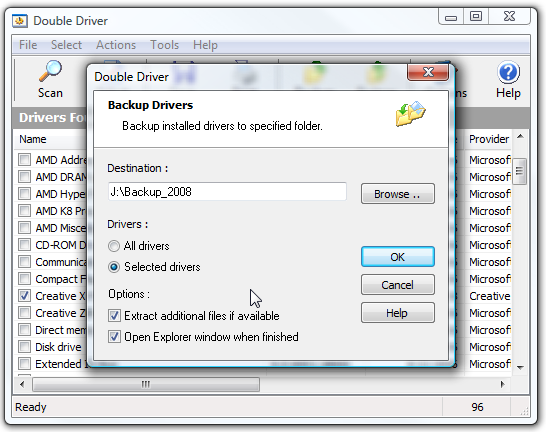 Double Driver
File Select Actions Tools Help
Scan
Help
Double Driver
Backup Drivers
Backup installed drivers to specified folder.
Destination :
J:\Backup_2008
Browse ..
Drivers :
All drivers
Selected drivers
OK
Cancel
Help
Options :
Extract additional files if available
Open Explorer window when finished
Drivers Fo
Name
Provider
AMD Addre
Microsof
AMD DRA
Microsof
AMD Hype
Microsof
AMD K8 Pr
Microsof
AMD Misce
Microsof
CD-ROM D
Microsof
Communica
Microsof
Compact F
Microsof
Creative X
Creative
Creative Z
Microsof
Direct mem
Microsof
Disk drive
Microsof
Extended I
Microsof
Ready
96